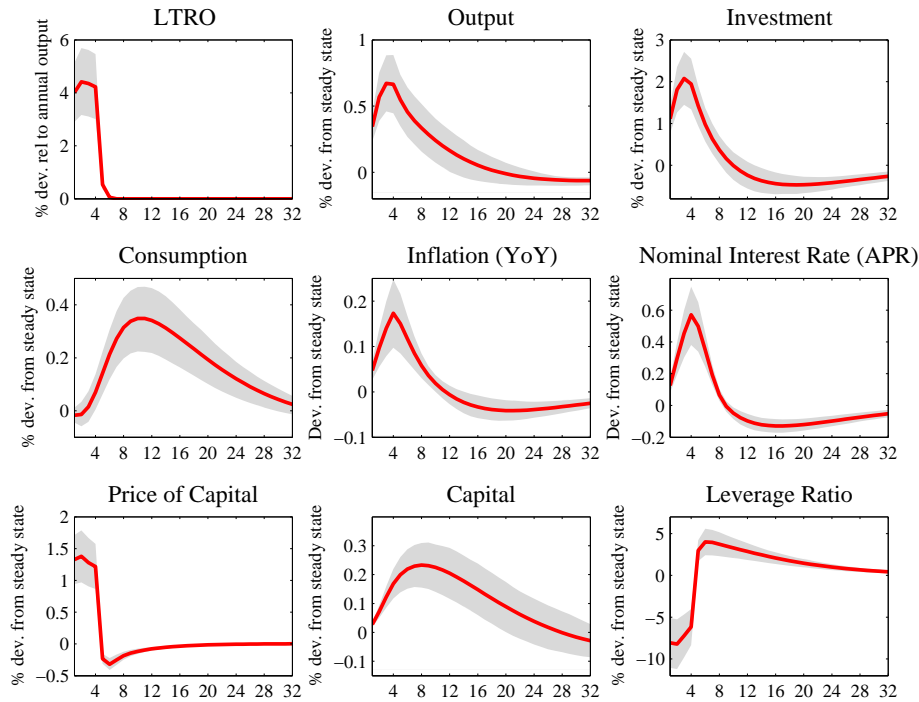 LTRO
Output
Investment
% dev. rel to annual output
6
4
2
0
4 8 12 16 20 24 28 32
% dev. from steady state
1
0.5
0
4 8 12 16 20 24 28 32
% dev. from steady state
3
2
1
0
4 8 12 16 20 24 28 32
Consumption
Inflation (YoY)
Nominal Interest Rate (APR)
% dev. from steady state
0.4
0.2
0
4 8 12 16 20 24 28 32
Dev. from steady state
0.2
0.1
0
−0.1
4 8 12 16 20 24 28 32
Dev. from steady state
0.6
0.4
0.2
0
−0.2
4 8 12 16 20 24 28 32
Price of Capital
Capital
Leverage Ratio
% dev. from steady state
2
1.5
1
0.5
0
−0.5
4 8 12 16 20 24 28 32
% dev. from steady state
0.3
0.2
0.1
0
−0.1
4 8 12 16 20 24 28 32
% dev. from steady state
5
0
−5
−10
4 8 12 16 20 24 28 32